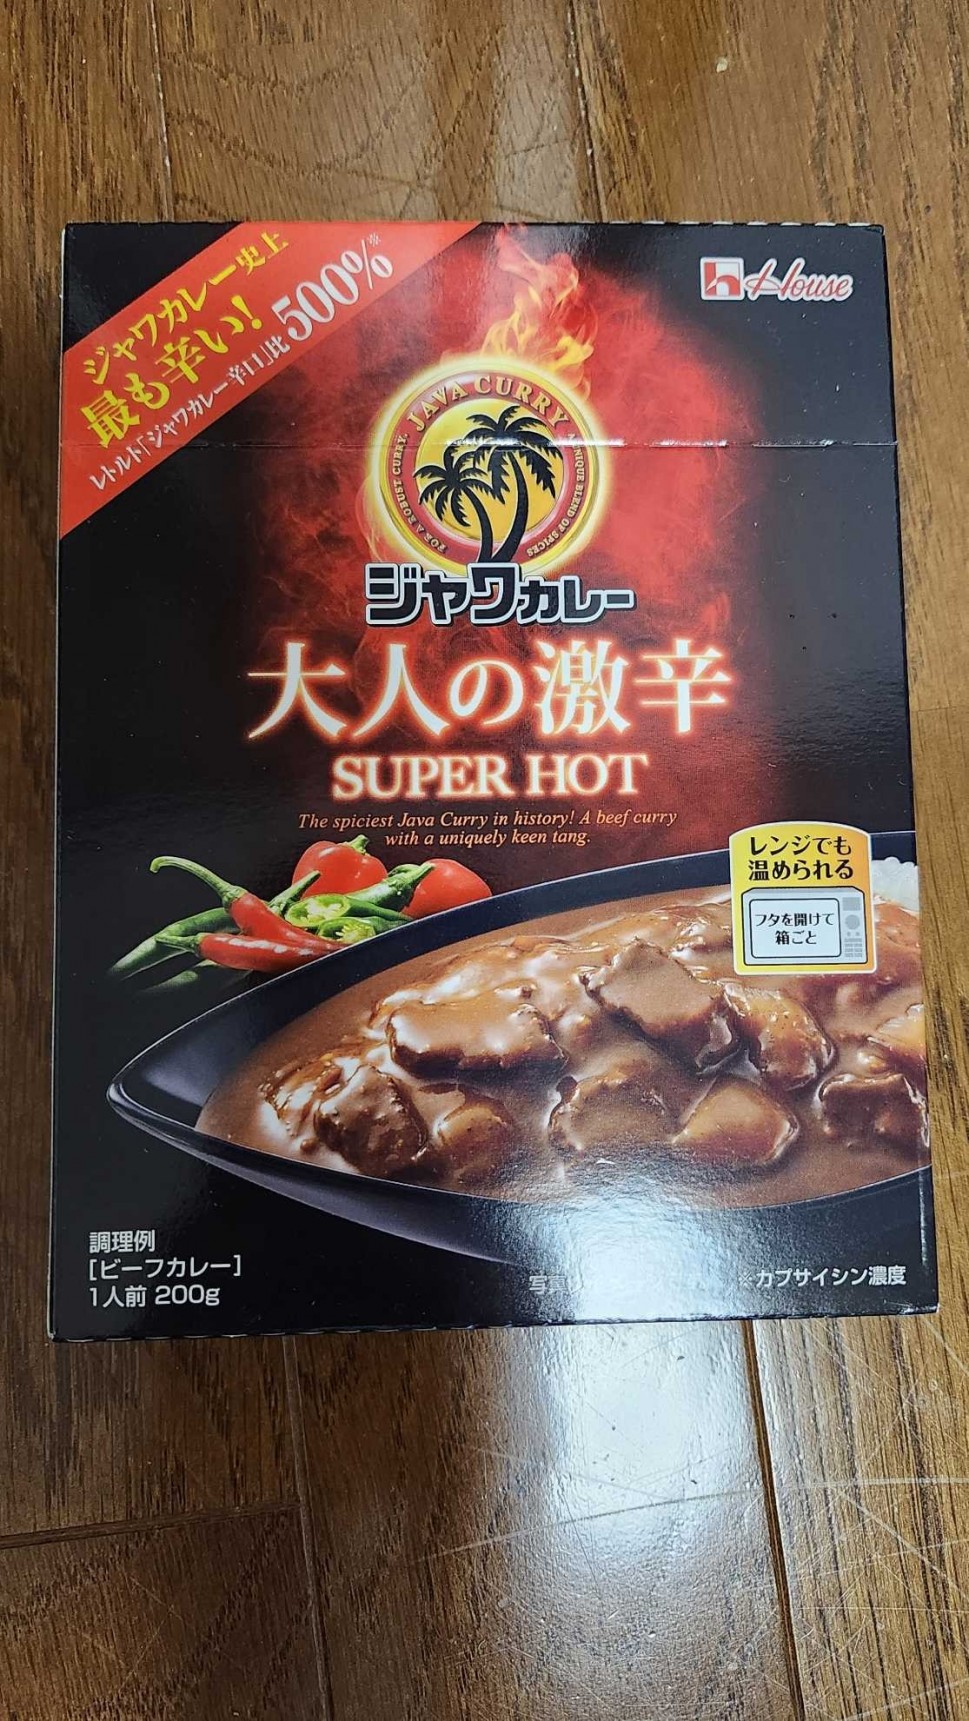 ジャワカレー史上
最も辛い!
レトルト「ジャワカレー辛口」比500%※
House
JAVA CURRY
FOR A ROBUST CURRY.
A UNIQUE BLEND OF SPICES
ジャワカレー
大人の激辛
SUPER HOT
The spiciest Java Curry in history! A beef curry
with a uniquely keen tang.
レンジでも
温められる
フタを開けて
箱ごと
調理例
[ビーフカレー]
1人前 200g
写真
※カプサイシン濃度